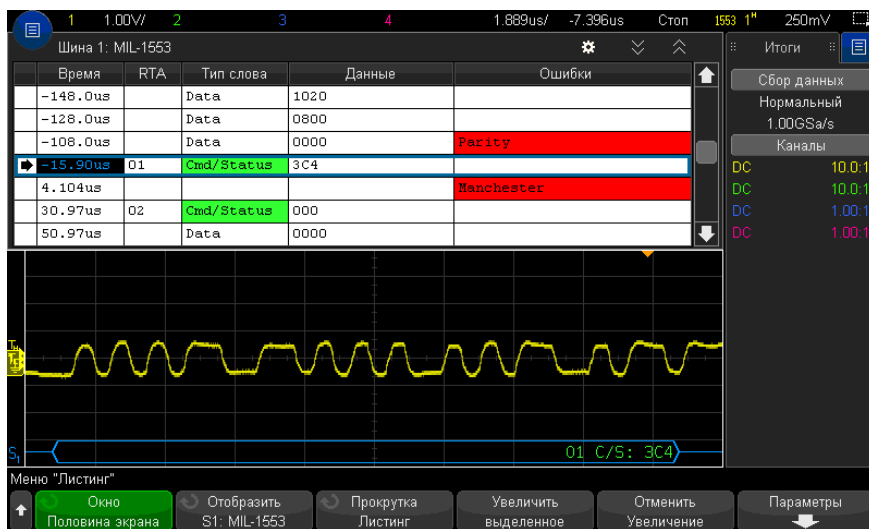 1 1.00V/ 2 3 4 1.889us/ -7.396us Стоп 1553 1ᴴ 250mV
Шина 1: MIL-1553
Итоги
Время RTA Тип слова Данные Ошибки
-148.0us Data 1020
-128.0us Data 0800
-108.0us Data 0000 Parity
-15.90us 01 Cmd/Status 3C4
4.104us Manchester
30.97us 02 Cmd/Status 000
50.97us Data 0000
Сбор данных
Нормальный
1.00GSa/s
Каналы
DC 10.0:1
DC 10.0:1
DC 1.00:1
DC 1.00:1
S₁ 01 C/S: 3C4
Меню "Листинг"
Окно
Половина экрана
Отобразить
S1: MIL-1553
Прокрутка
Листинг
Увеличить
выделенное
Отменить
Увеличение
Параметры